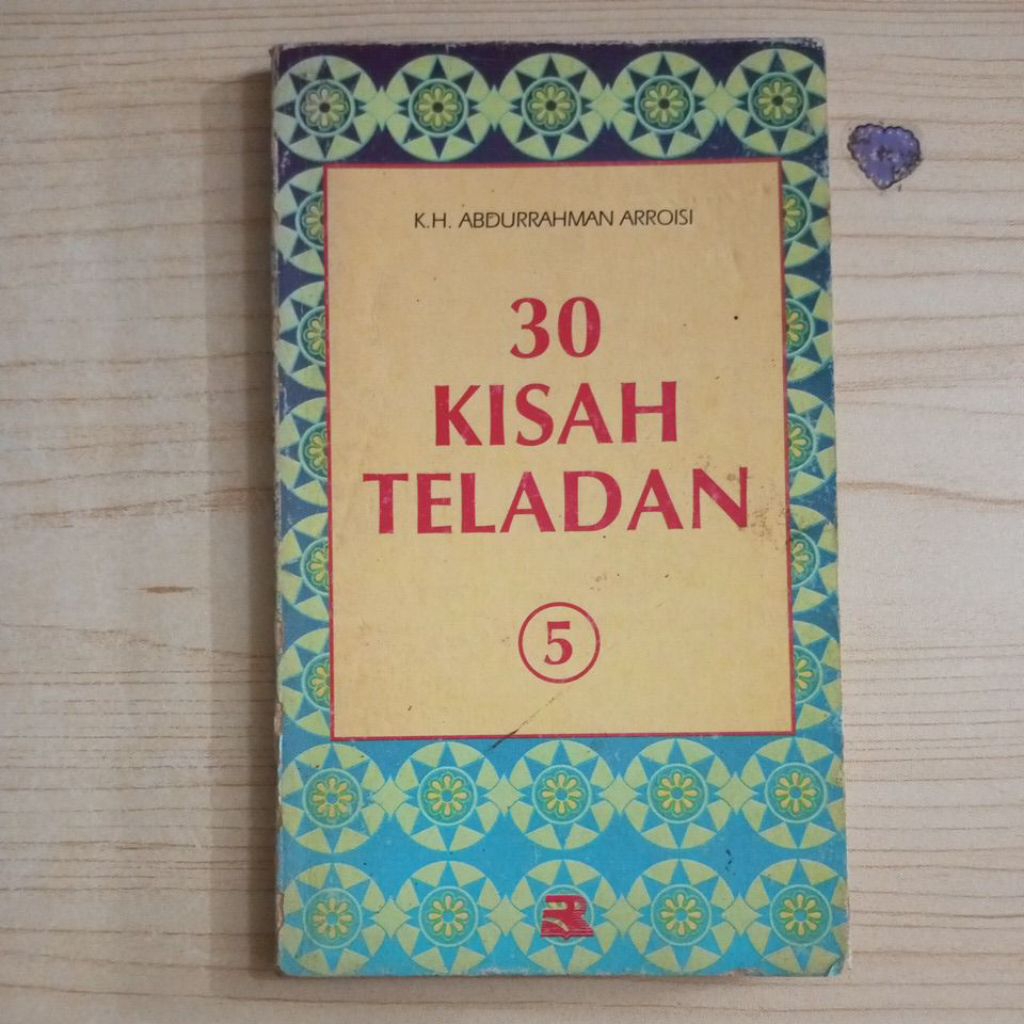 K.H. ABDURRAHMAN ARROISI
30
KISAH
TELADAN
5